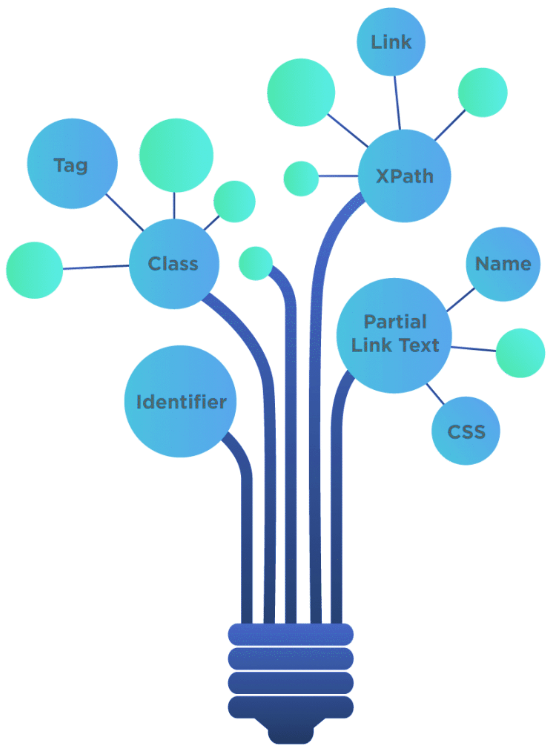 Link
Tag
XPath
Class
Name
Partial
Link Text
Identifier
CSS